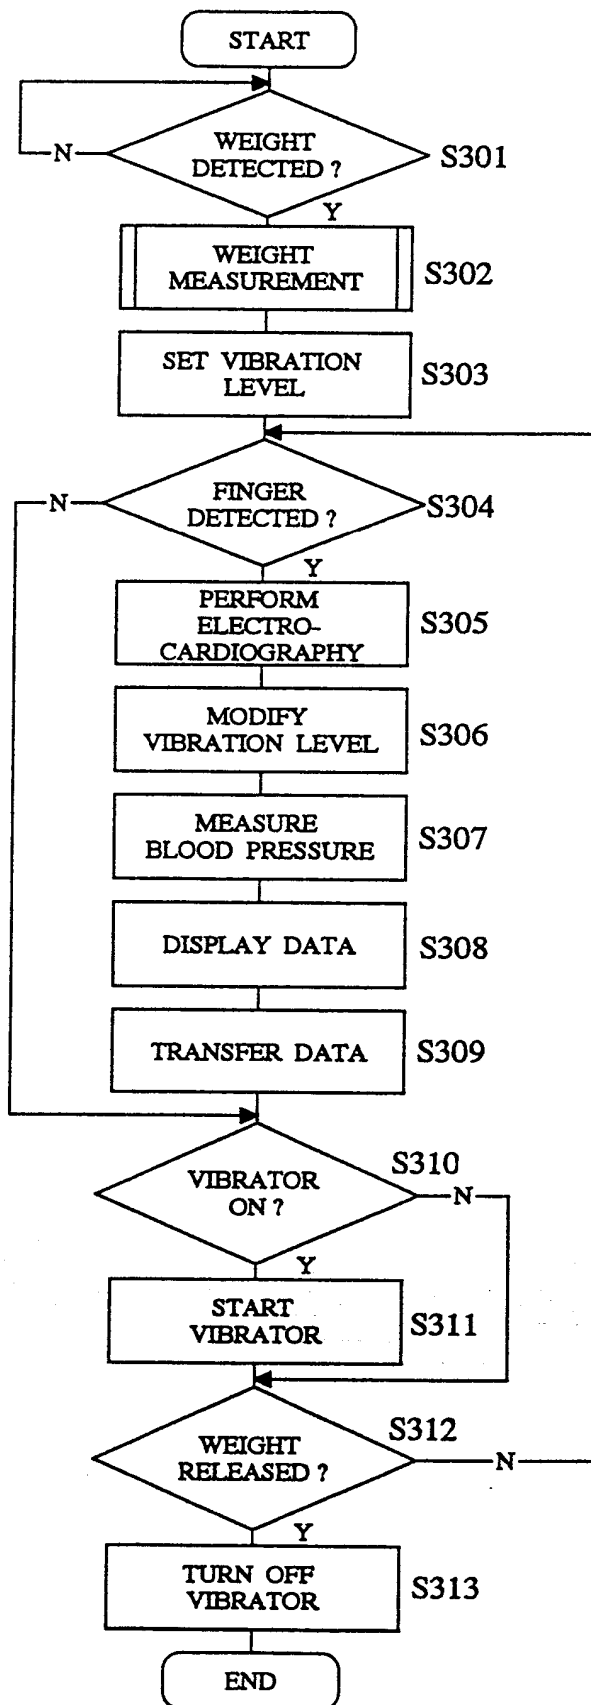 START
WEIGHT
DETECTED ?
N
S301
Y
WEIGHT
MEASUREMENT
S302
SET VIBRATION
LEVEL
S303
FINGER
DETECTED ?
N
S304
Y
PERFORM
ELECTRO-
CARDIOGRAPHY
S305
MODIFY
VIBRATION LEVEL
S306
MEASURE
BLOOD PRESSURE
S307
DISPLAY DATA
S308
TRANSFER DATA
S309
VIBRATOR
ON ?
S310
N
Y
START
VIBRATOR
S311
WEIGHT
RELEASED ?
S312
N
Y
TURN OFF
VIBRATOR
S313
END